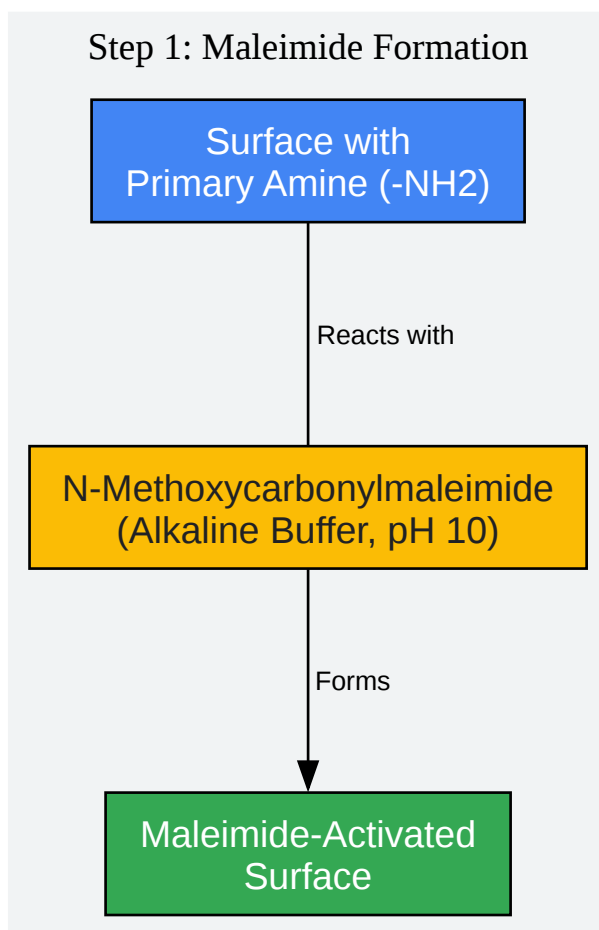 Step 1: Maleimide Formation
Surface with
Primary Amine (-NH2)
Reacts with
N-Methoxycarbonylmaleimide
(Alkaline Buffer, pH 10)
Forms
Maleimide-Activated
Surface